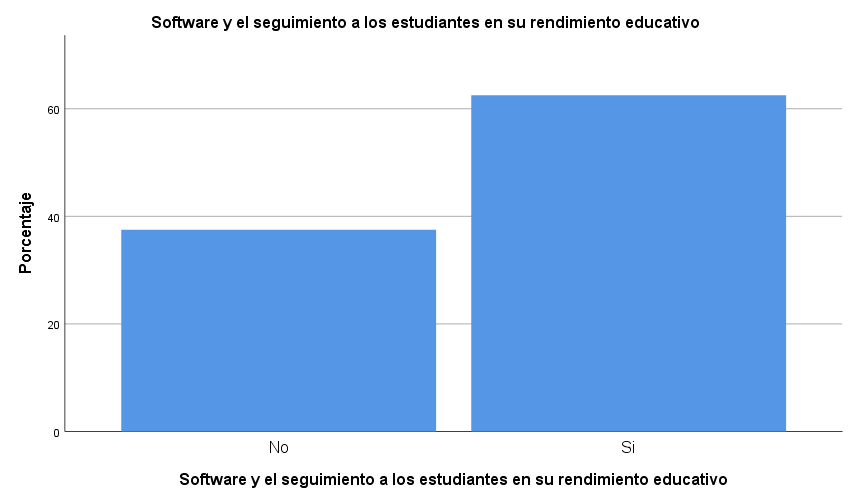 Software y el seguimiento a los estudiantes en su rendimiento educativo
Porcentaje
60
40
20
0
No
Si
Software y el seguimiento a los estudiantes en su rendimiento educativo